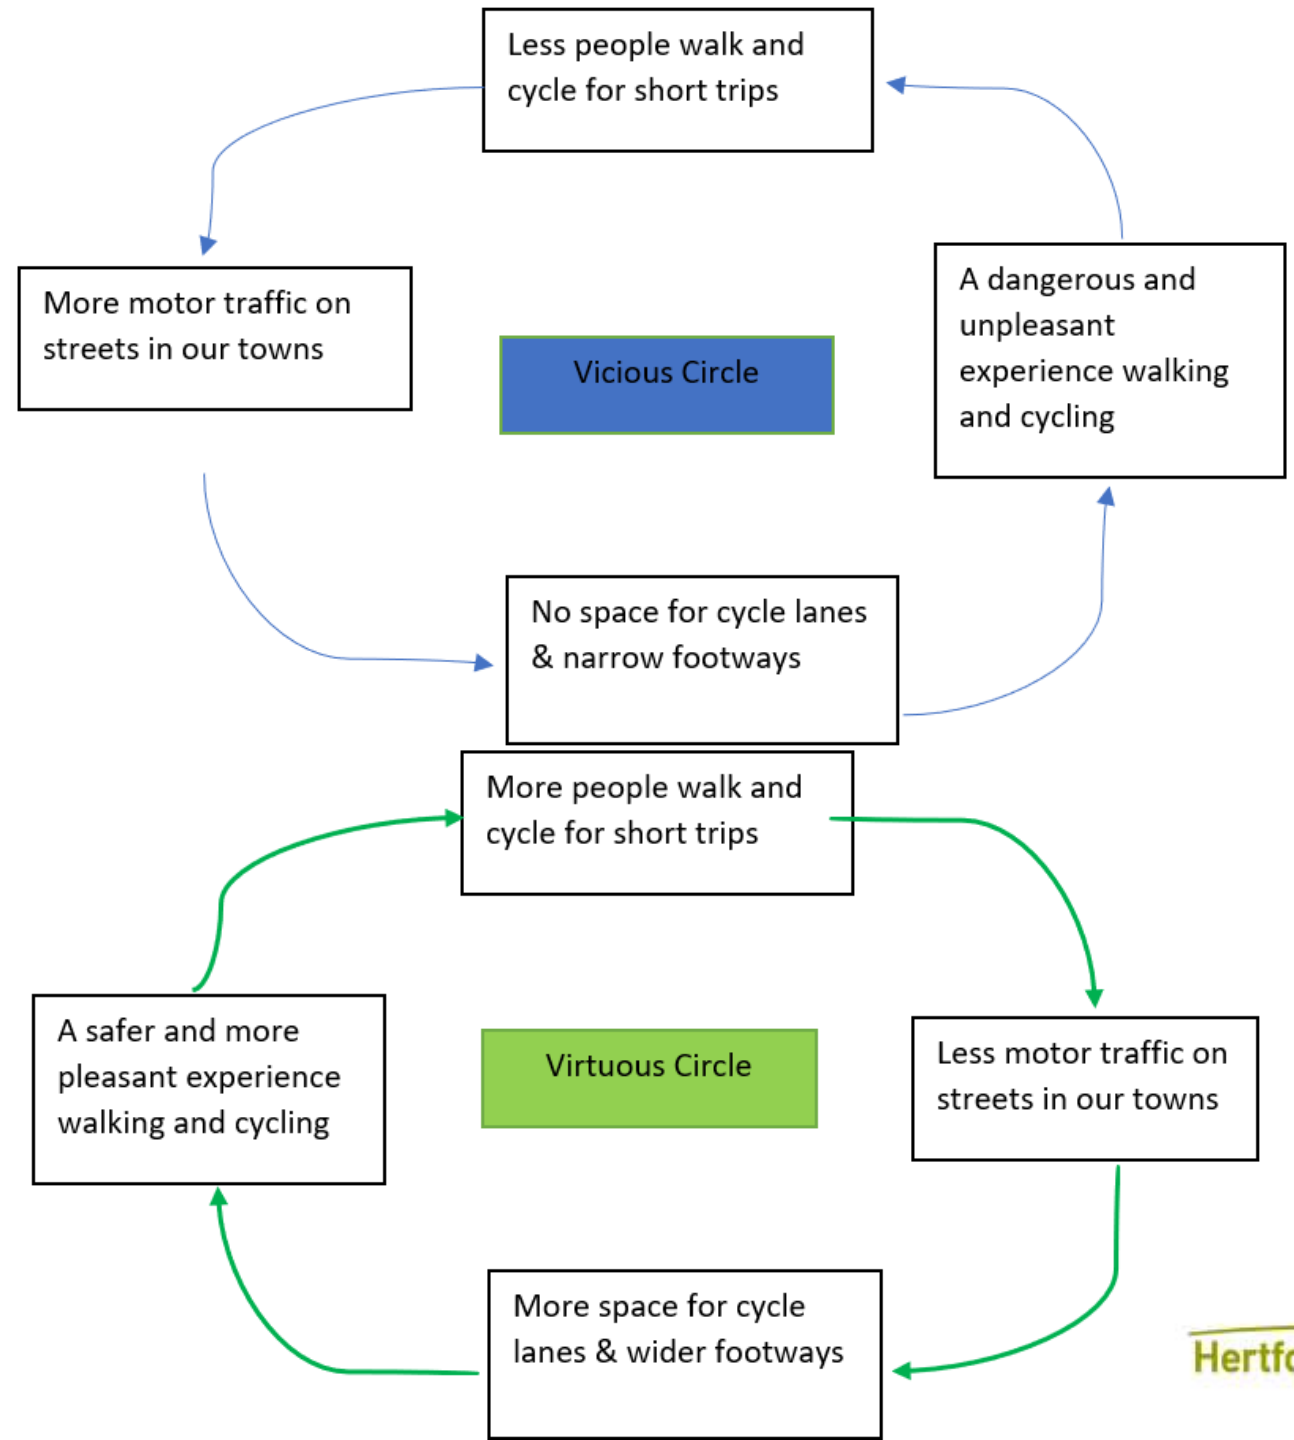 Less people walk and
cycle for short trips
More motor traffic on
streets in our towns
Vicious Circle
A dangerous and
unpleasant
experience walking
and cycling
No space for cycle lanes
& narrow footways
More people walk and
cycle for short trips
A safer and more
pleasant experience
walking and cycling
Virtuous Circle
Less motor traffic on
streets in our towns
More space for cycle
lanes & wider footways